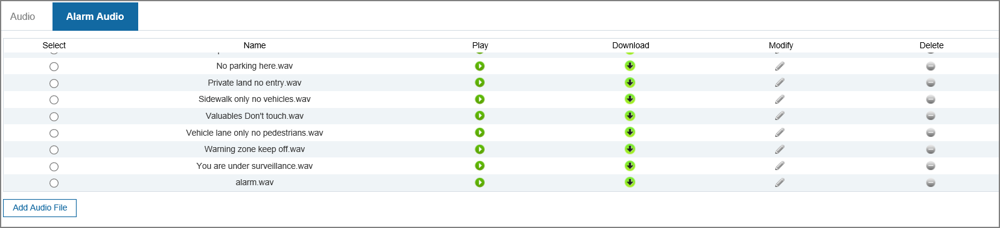 Audio Alarm Audio
Select Name Play Download Modify Delete
No parking here.wav
Private land no entry.wav
Sidewalk only no vehicles.wav
Valuables Don't touch.wav
Vehicle lane only no pedestrians.wav
Warning zone keep off.wav
You are under surveillance.wav
alarm.wav
Add Audio File